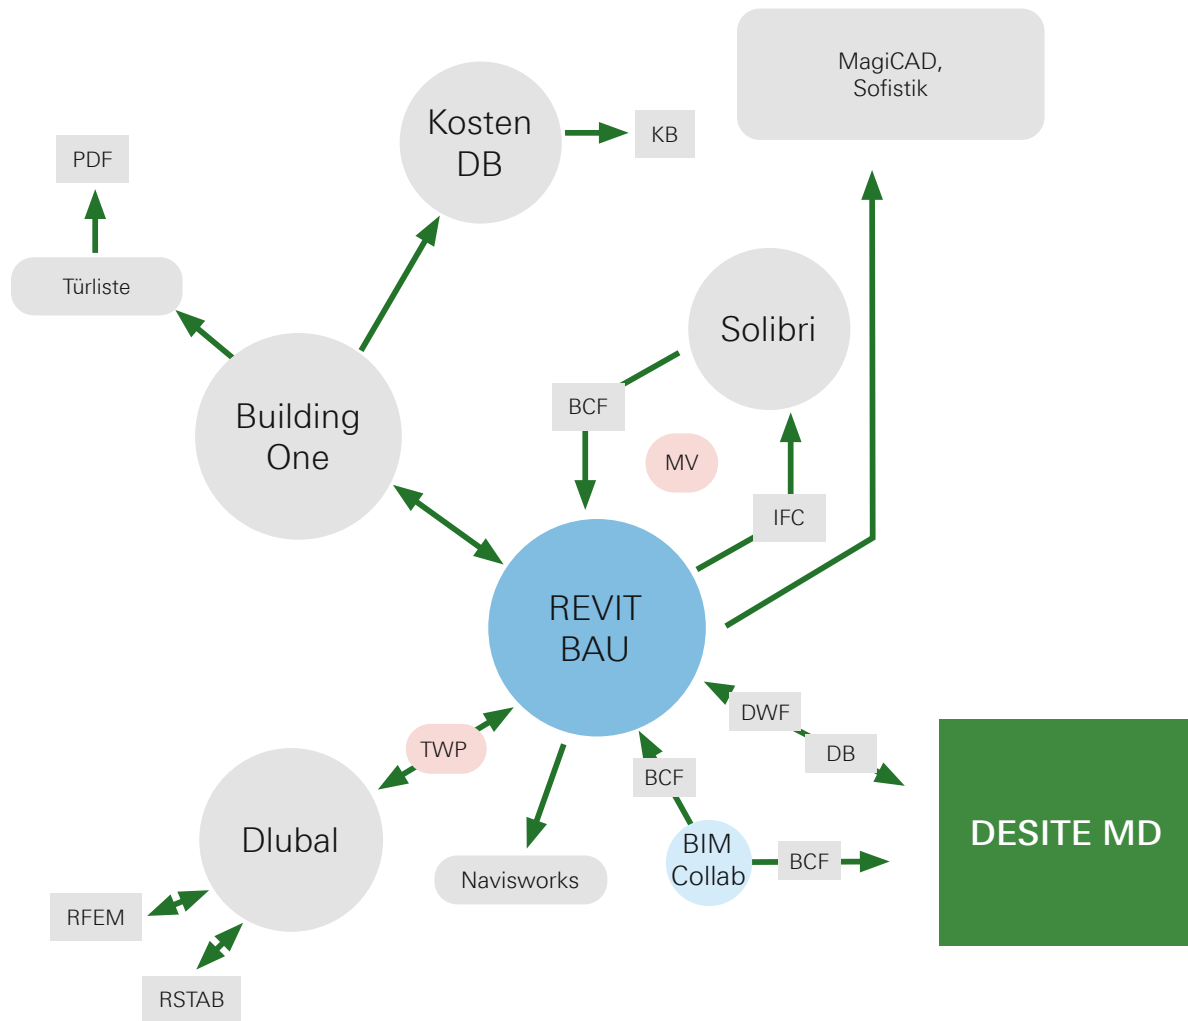 MagiCAD,
Sofistik
Kosten
DB
KB
PDF
Türliste
Solibri
Building
One
BCF
MV
IFC
REVIT
BAU
DWF
DB
TWP
BCF
DESITE MD
Dlubal
BIM
Collab
BCF
Navisworks
RFEM
RSTAB